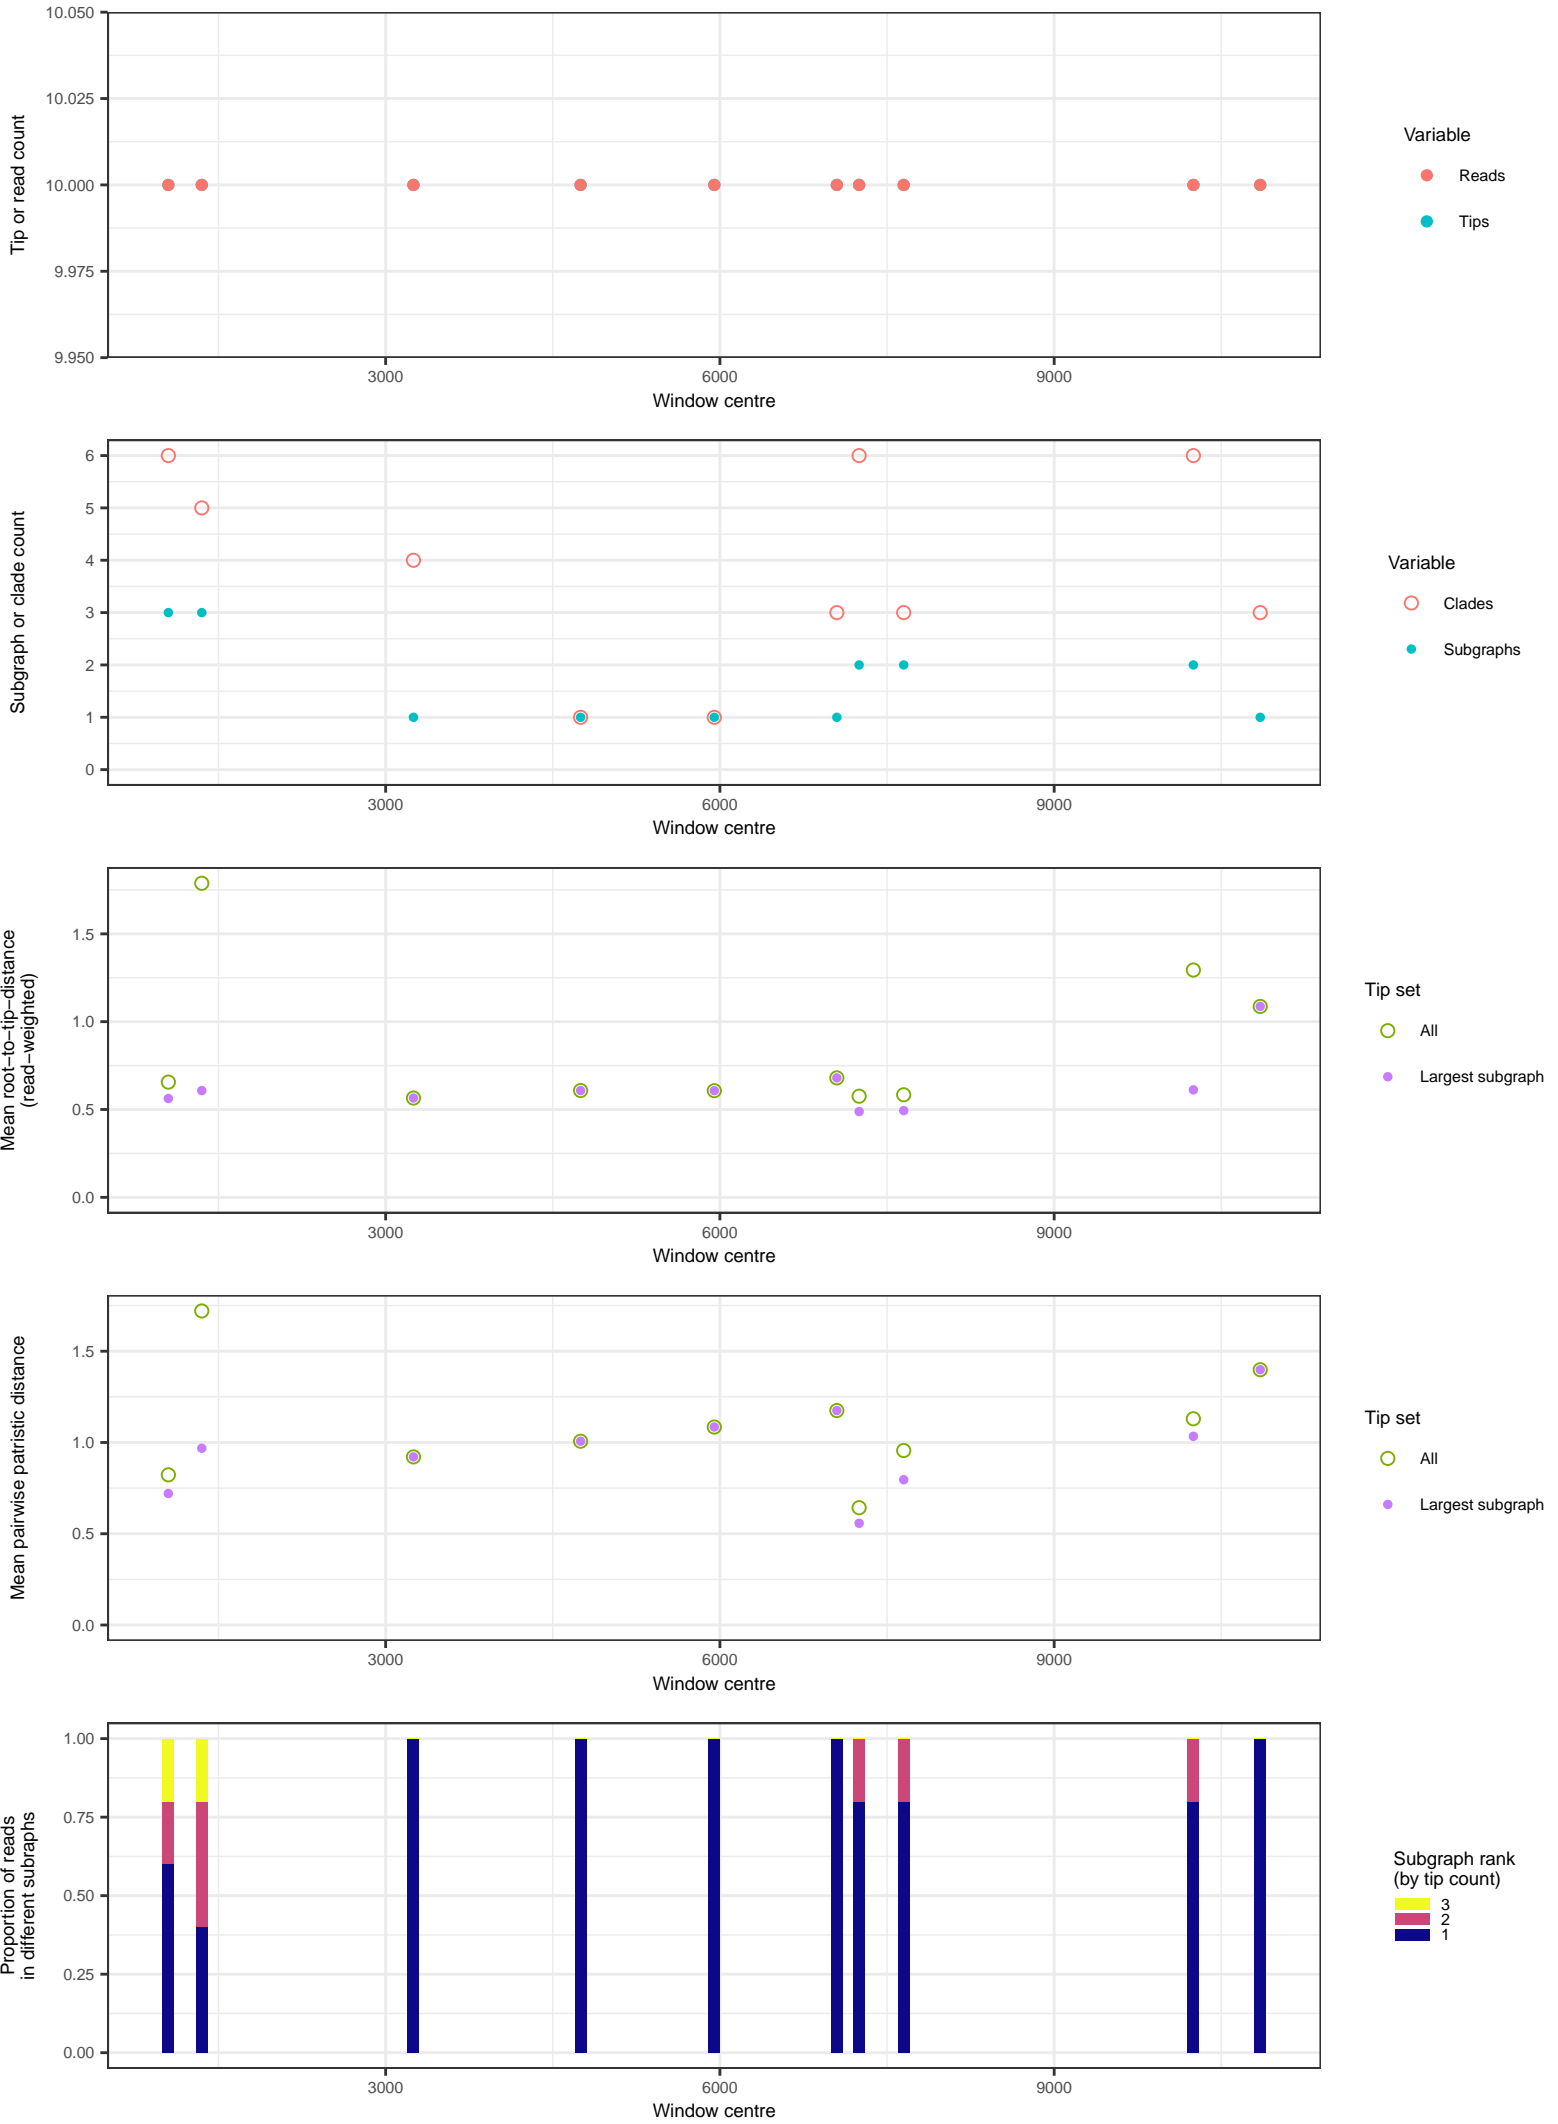 10.050
10.025
10.000
9.975
9.950
Tip or read count
3000
6000
9000
Window centre
Variable
Reads
Tips
6
5
4
3
2
1
0
Subgraph or clade count
3000
6000
9000
Window centre
Variable
Clades
Subgraphs
1.5
1.0
0.5
0.0
Mean root−to−tip−distance
(read−weighted)
3000
6000
9000
Window centre
Tip set
All
Largest subgraph
1.5
1.0
0.5
0.0
Mean pairwise patristic distance
3000
6000
9000
Window centre
Tip set
All
Largest subgraph
1.00
0.75
0.50
0.25
0.00
Proportion of reads
in different subraphs
3000
6000
9000
Window centre
Subgraph rank
(by tip count)
3
2
1